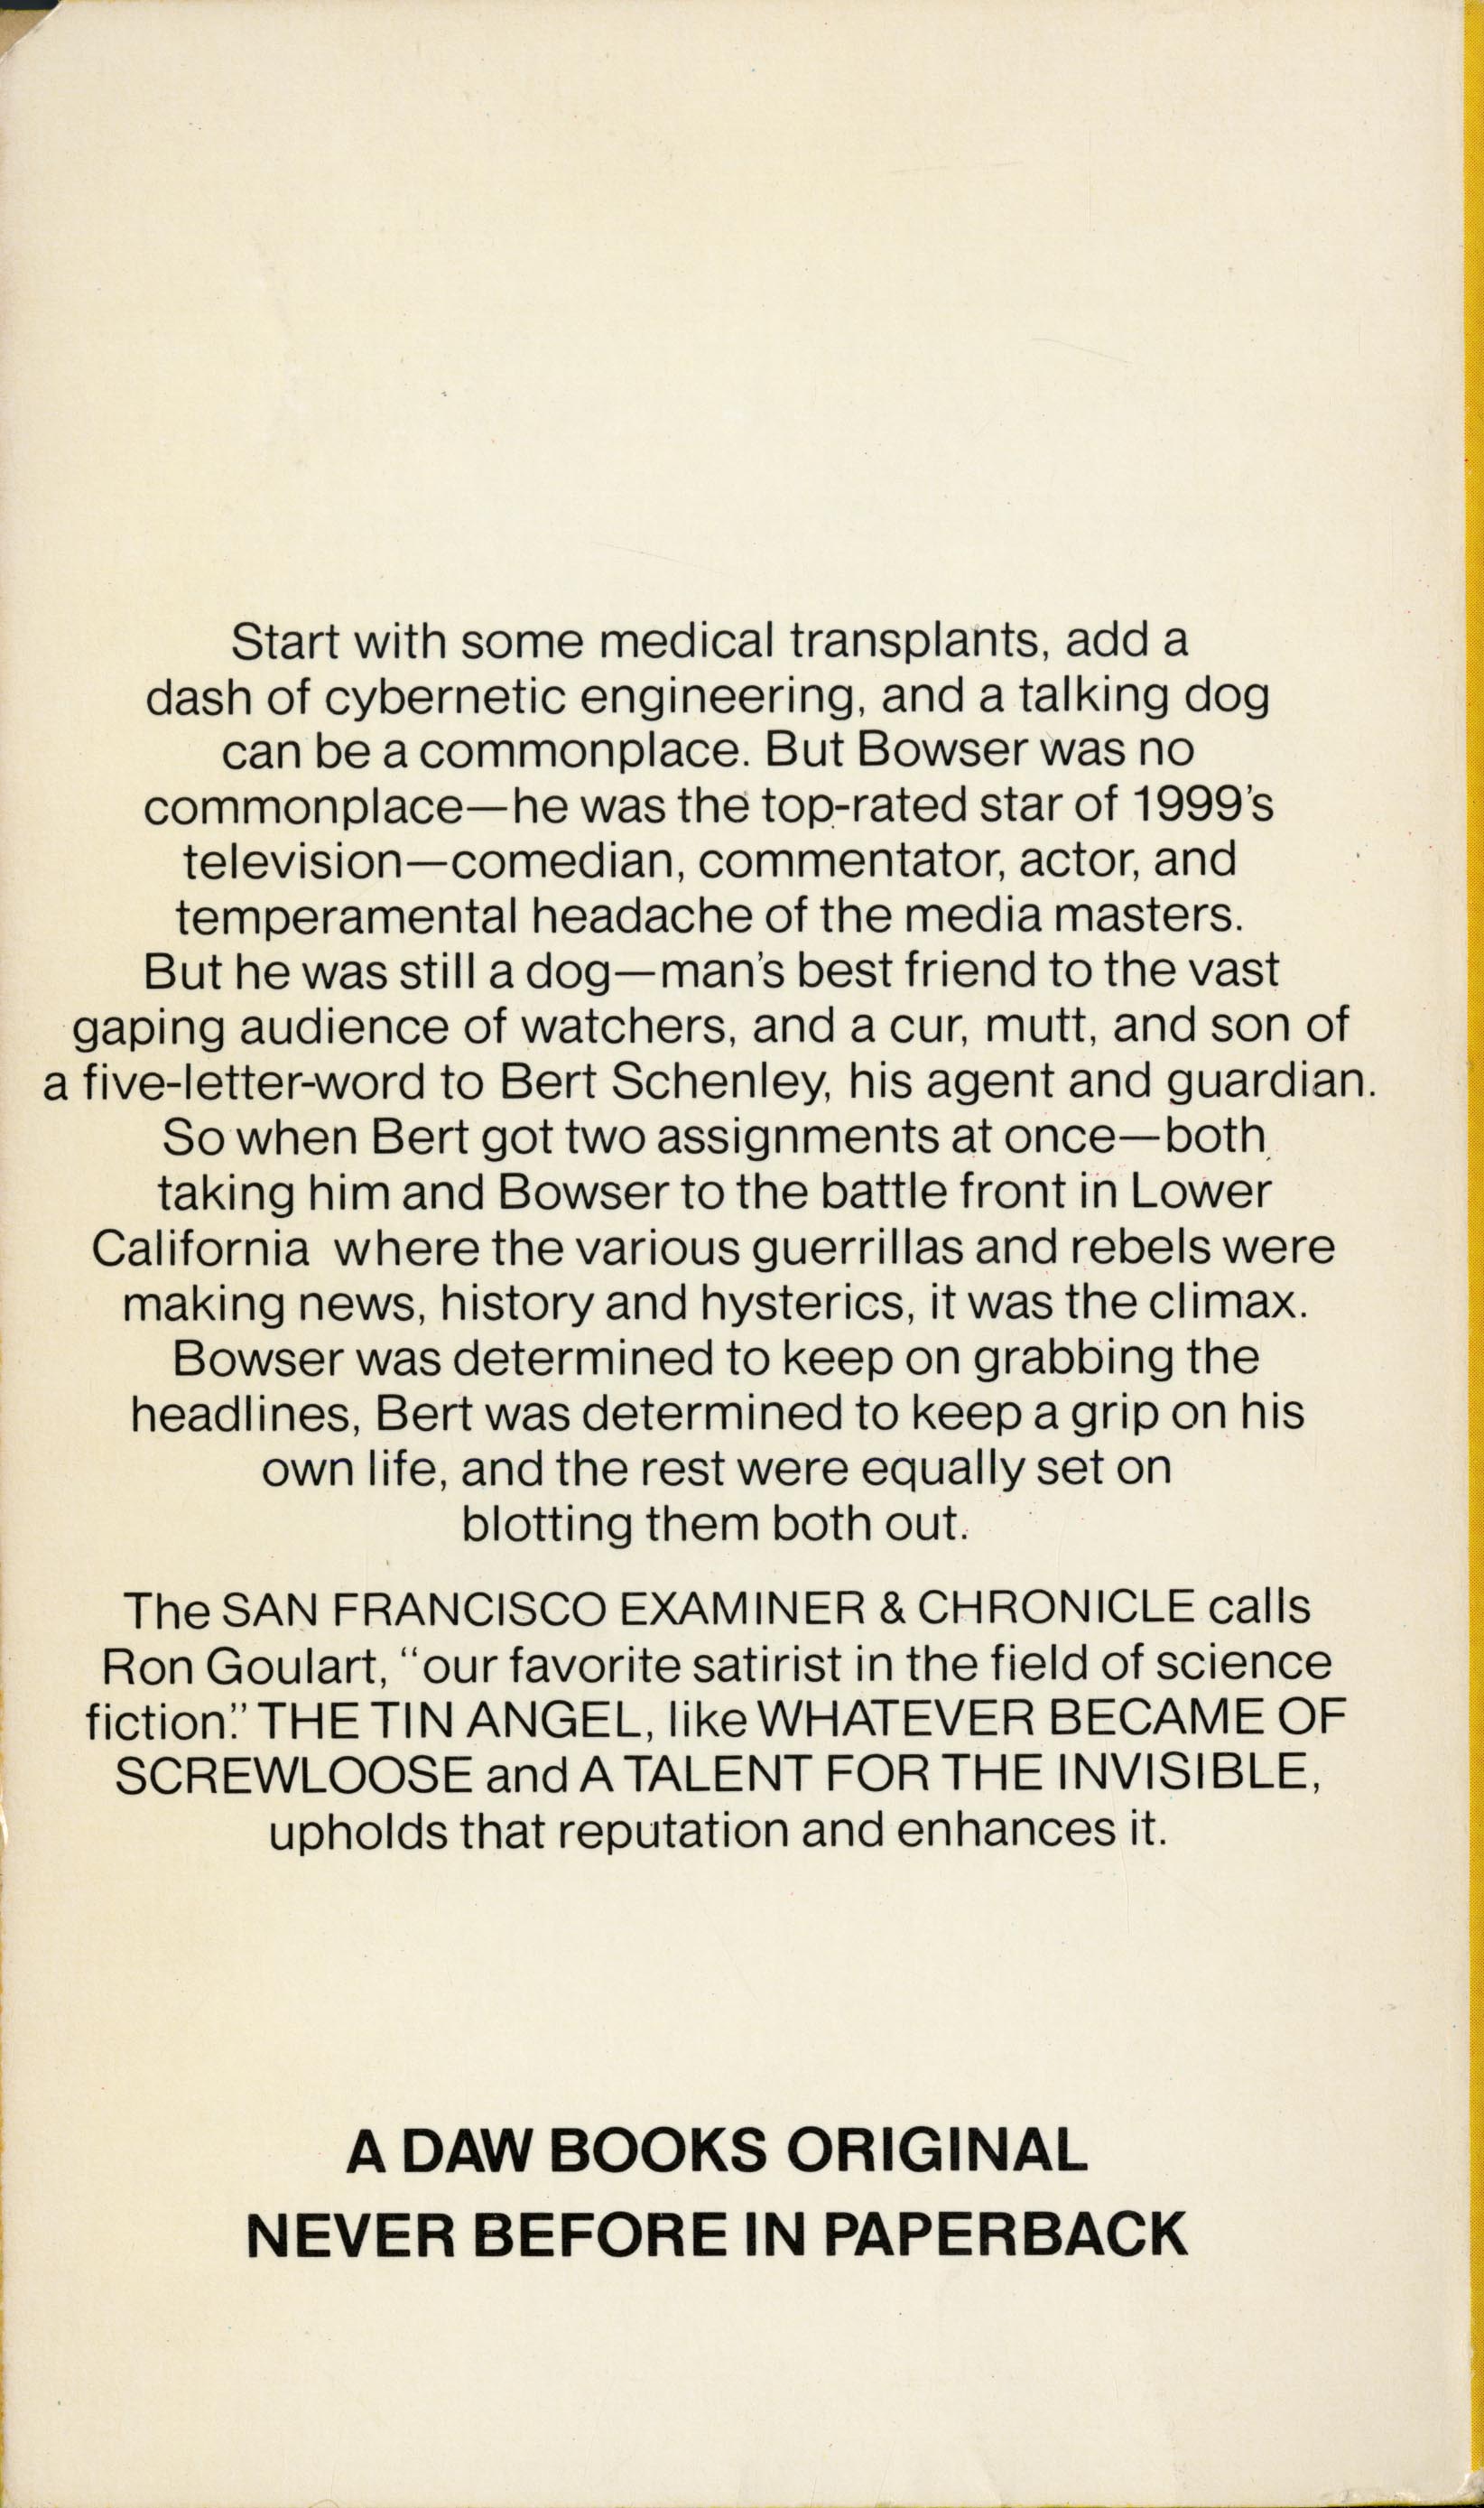 Start with some medical transplants, add a
dash of cybernetic engineering, and a talking dog
can be a commonplace. But Bowser was no
commonplace—he was the top-rated star of 1999's
television—comedian, commentator, actor, and
temperamental headache of the media masters.
But he was still a dog—man's best friend to the vast
gaping audience of watchers, and a cur, mutt, and son of
a five-letter-word to Bert Schenley, his agent and guardian.
So when Bert got two assignments at once—both
taking him and Bowser to the battle front in Lower
California where the various guerrillas and rebels were
making news, history and hysterics, it was the climax.
Bowser was determined to keep on grabbing the
headlines, Bert was determined to keep a grip on his
own life, and the rest were equally set on
blotting them both out.
The SAN FRANCISCO EXAMINER & CHRONICLE calls
Ron Goulart, “our favorite satirist in the field of science
fiction.” THE TIN ANGEL, like WHATEVER BECAME OF
SCREWLOOSE and A TALENT FOR THE INVISIBLE,
upholds that reputation and enhances it.
A DAW BOOKS ORIGINAL
NEVER BEFORE IN PAPERBACK